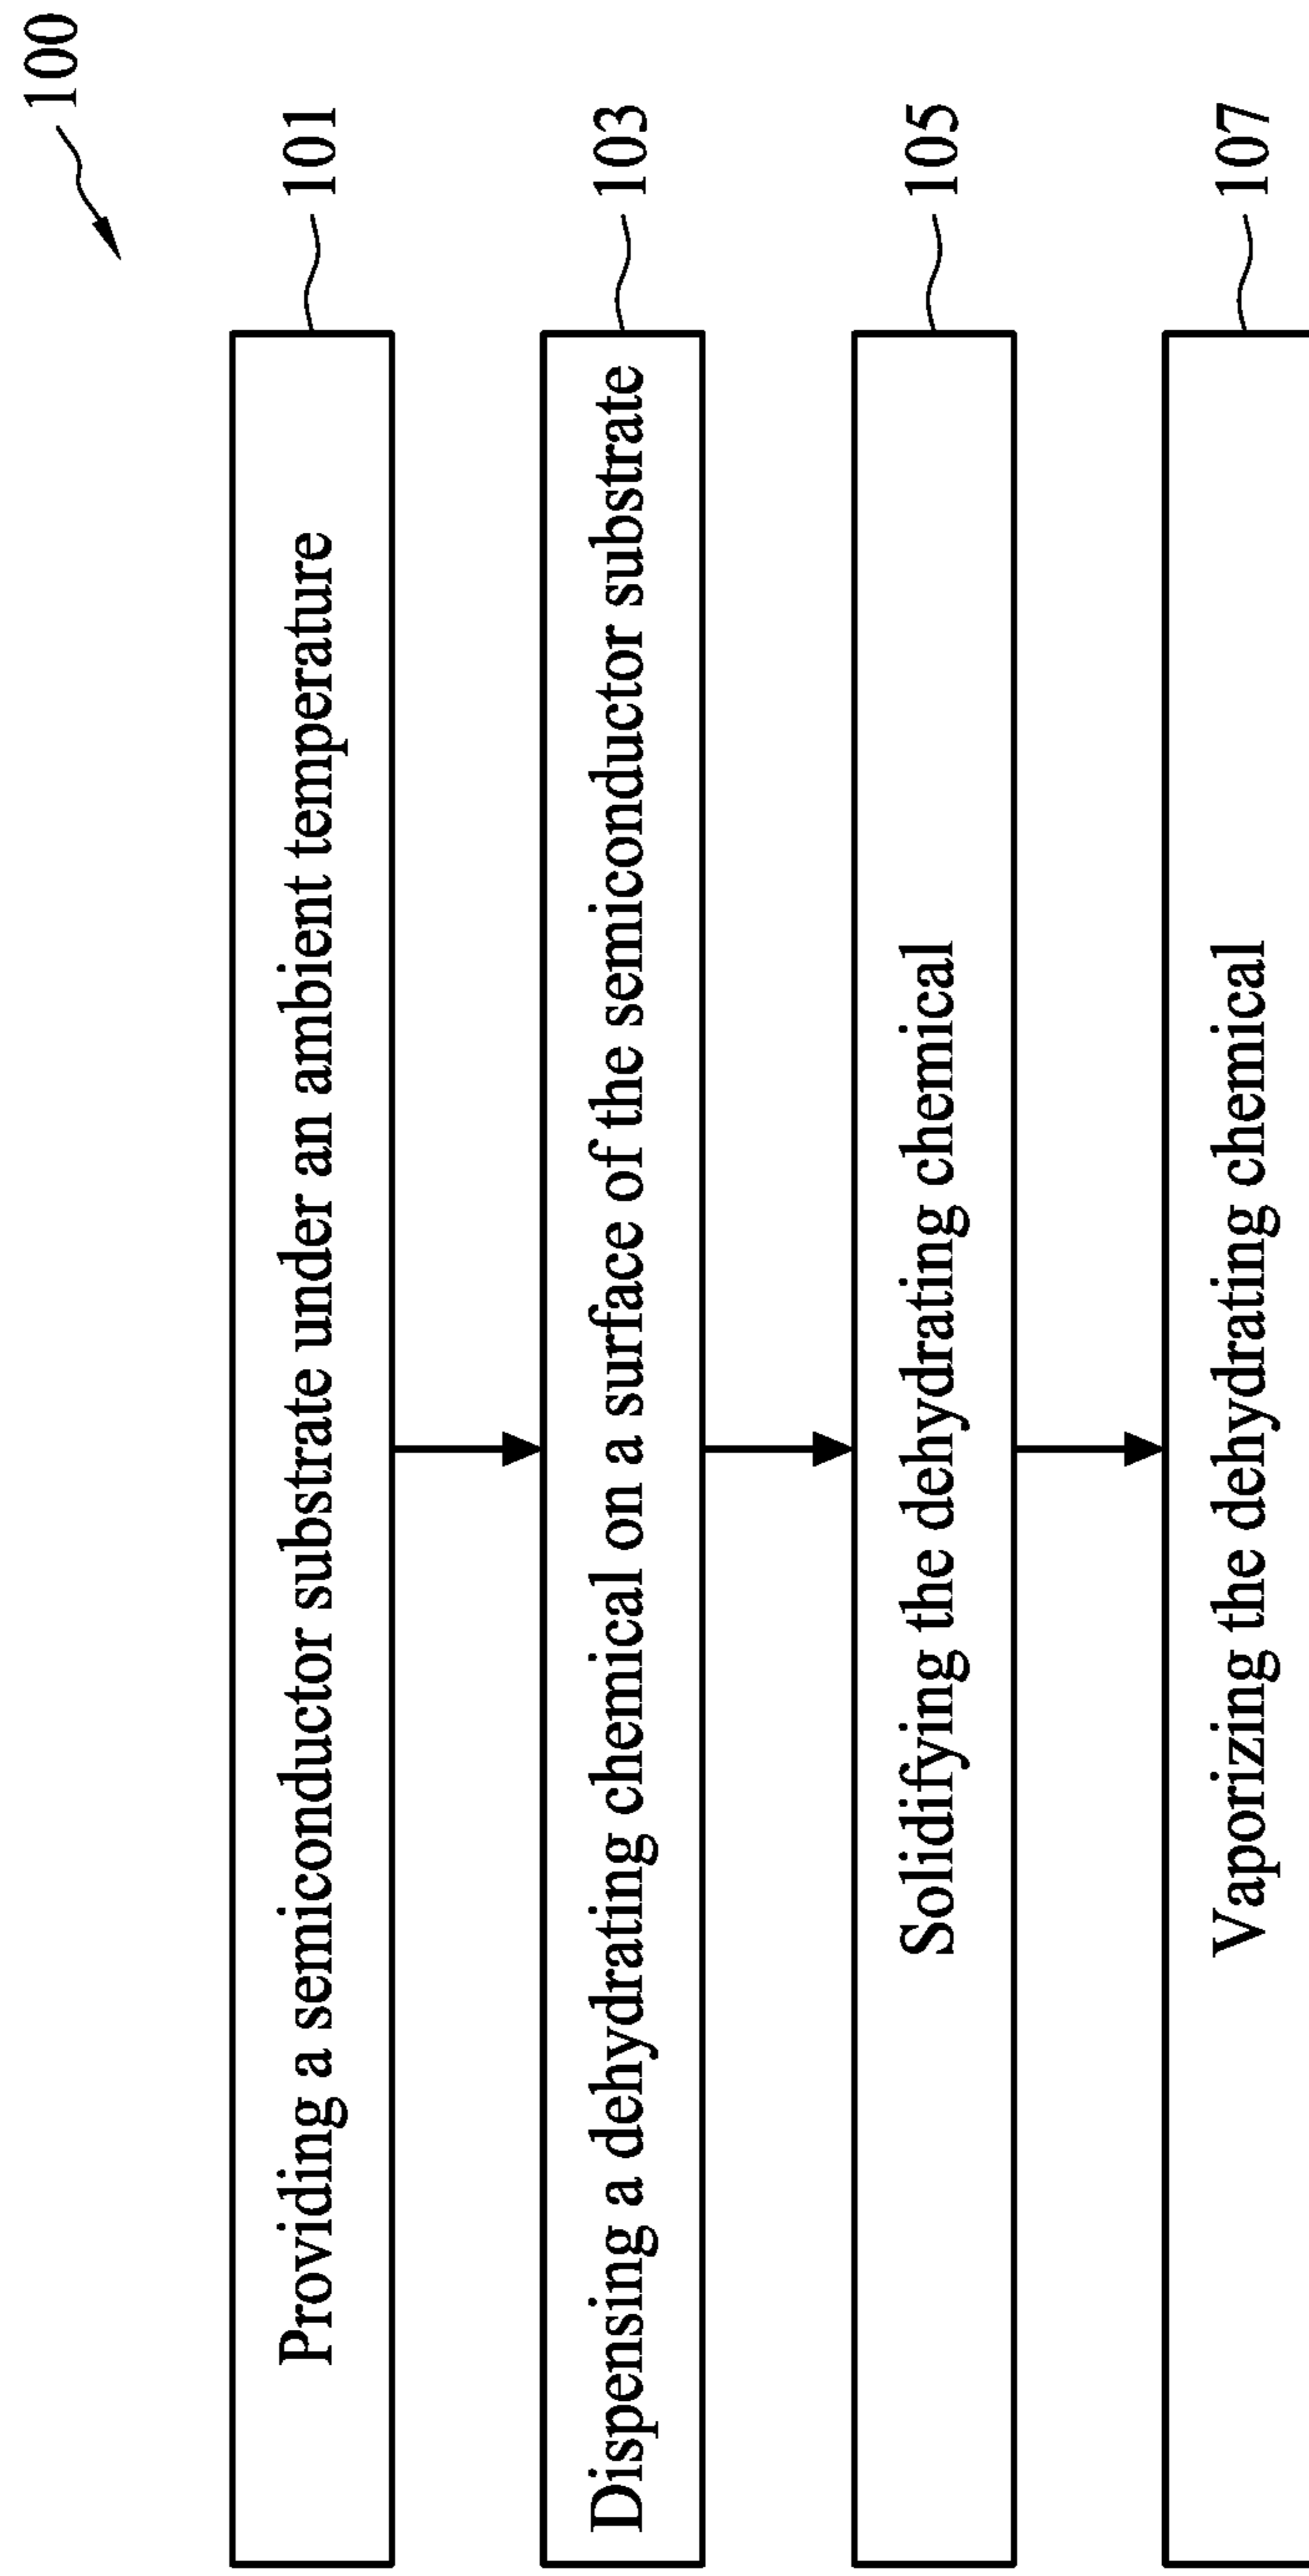 100
Providing a semiconductor substrate under an ambient temperature
101
Dispensing a dehydrating chemical on a surface of the semiconductor substrate
103
Solidifying the dehydrating chemical
105
Vaporizing the dehydrating chemical
107